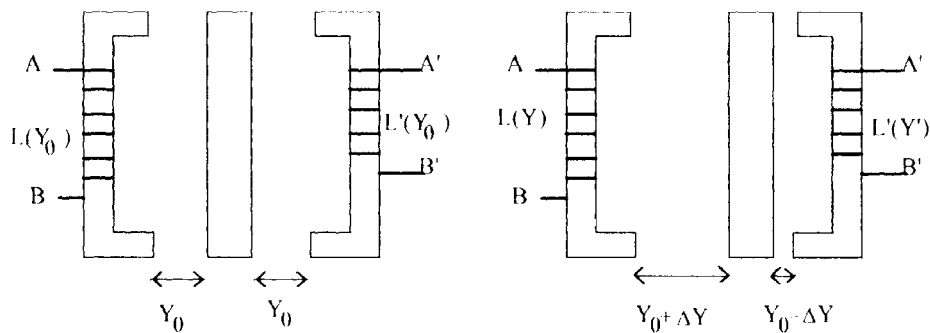 A
A'
L(Y0)
L'(Y0)
B
B'
Y0
Y0
A
A'
L(Y)
L'(Y')
B
B'
Y0+ ΔY
Y0- ΔY